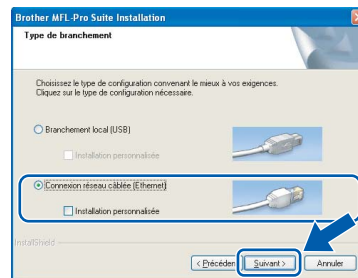 Brother MFL-Pro Suite Installation
Type de branchement
Choisissez le type de configuration convenant le mieux à vos exigences.
Cliquez sur le type de configuration nécessaire.
Branchement local (USB)
Installation personnalisée
Connexion réseau câblée (Ethernet)
Installation personnalisée
InstallShield
< Précéden
Suivant >
Annuler